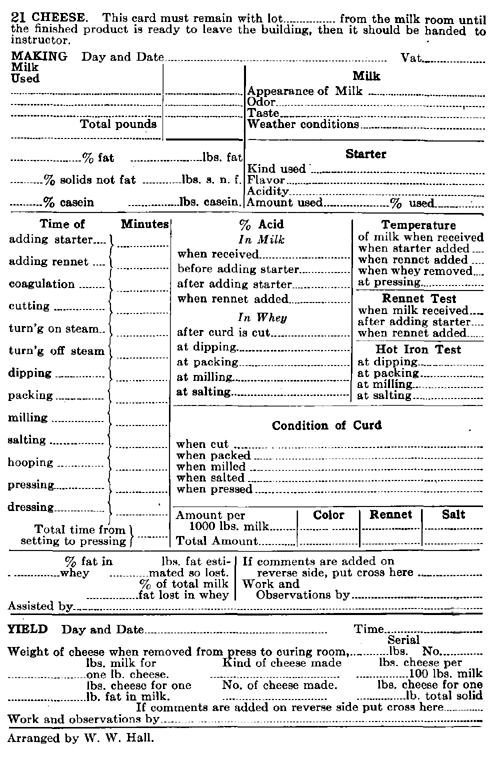 21 CHEESE. This card must remain with lot.............. from the milk room until
the finished product is ready to leave the building, then it should be handed to
instructor.
MAKING Day and Date.............................. Vat..............
Milk
Used
Total pounds
Milk
Appearance of Milk ..............
Odor..............
Taste..............
Weather conditions..............
..............% fat ..............lbs. fat
........% solids not fat ..........lbs. s. n. f.
........% casein ..........lbs. casein.
Starter
Kind used ..............
Flavor..............
Acidity..............
Amount used..............% used..............
Time of Minutes
adding starter....
adding rennet ....
coagulation ........
cutting ..............
turn'g on steam..
turn'g off steam
dipping..............
packing ..............
milling ..............
salting ..............
hooping ..............
pressing..............
dressing..............
Total time from
setting to pressing
% Acid
In Milk
when received..............
before adding starter..............
after adding starter..............
when rennet added..............
In Whey
after curd is cut..............
at dipping..............
at packing..............
at milling..............
at salting..............
Temperature
of milk when received
when starter added ....
when rennet added ....
when whey removed....
at pressing..............
Rennet Test
when milk received....
after adding starter....
when rennet added....
Hot Iron Test
at dipping..............
at packing..............
at milling..............
at salting..............
Condition of Curd
when cut ..............
when packed ..............
when milled ..............
when salted ..............
when pressed ..............
Amount per Color Rennet Salt
1000 lbs. milk..............
Total Amount..............
% fat in lbs. fat esti-
..........whey ..........mated so lost.
% of total milk
..........fat lost in whey
If comments are added on
reverse side, put cross here ..............
Work and
Observations by..............
Assisted by..............
YIELD Day and Date.............................. Time..............
Serial
Weight of cheese when removed from press to curing room,..........lbs. No..........
lbs. milk for Kind of cheese made lbs. cheese per
..............one lb. cheese. .............................. ..............100 lbs. milk
lbs. cheese for one No. of cheese made. lbs. cheese for one
..............lb. fat in milk. .............................. ..............lb. total solid
If comments are added on reverse side put cross here..............
Work and observations by..............
Arranged by W. W. Hall.